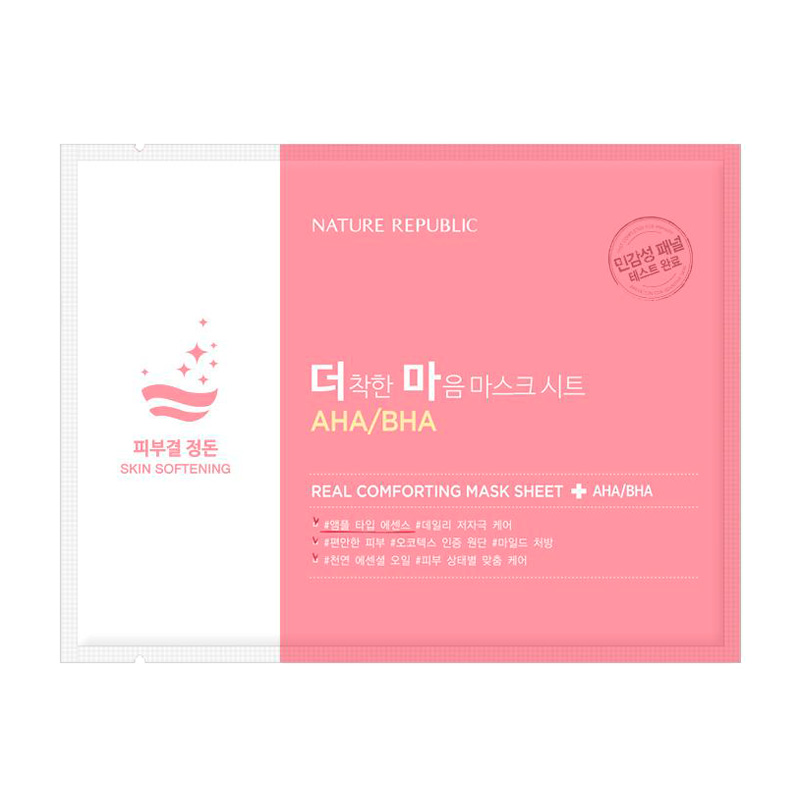 NATURE REPUBLIC
민감성 패널
테스트 완료
더 착한 마음 마스크 시트
AHA/BHA
피부결 정돈
SKIN SOFTENING
REAL COMFORTING MASK SHEET + AHA/BHA
#앰플 타입 에센스 #데일리 저자극 케어
#편안한 피부 #오코텍스 인증 원단 #마일드 처방
#천연 에센셜 오일 #피부 상태별 맞춤 케어